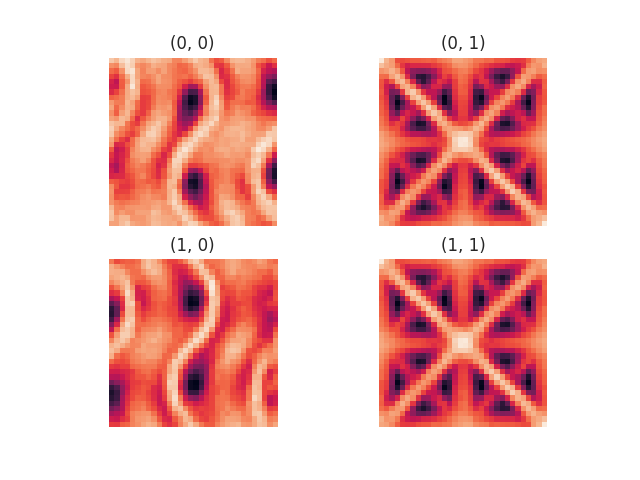 (0, 0)
(0, 1)
(1, 0)
(1, 1)